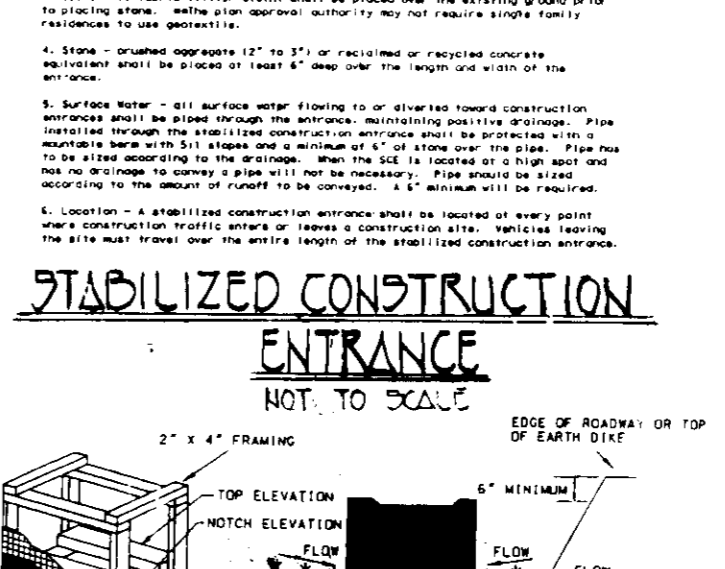 to placing stone. The plan approval authority may not require single family
residences to use geotextile.
4. Stone - crushed aggregate (2" to 3") or reclaimed or recycled concrete
equivalent shall be placed at least 6" deep over the length and width of the
entrance.
5. Surface Water - all surface water flowing to or diverted toward construction
entrances shall be piped through the entrance, maintaining positive drainage. Pipe
installed through the stabilized construction entrance shall be protected with a
mountable berm with 5:1 slopes and a minimum of 6" of stone over the pipe. Pipe has
to be sized according to the drainage. When the SCE is located at a high spot and
has no drainage to convey a pipe will not be necessary. Pipe should be sized
according to the amount of runoff to be conveyed. A 6" minimum will be required.
6. Location - A stabilized construction entrance shall be located at every point
where construction traffic enters or leaves a construction site. Vehicles leaving
the site must travel over the entire length of the stabilized construction entrance.
STABILIZED CONSTRUCTION
ENTRANCE
NOT TO SCALE
EDGE OF ROADWAY OR TOP
OF EARTH DIKE
2" X 4" FRAMING
6" MINIMUM
TOP ELEVATION
NOTCH ELEVATION
FLOW
FLOW
FLOW